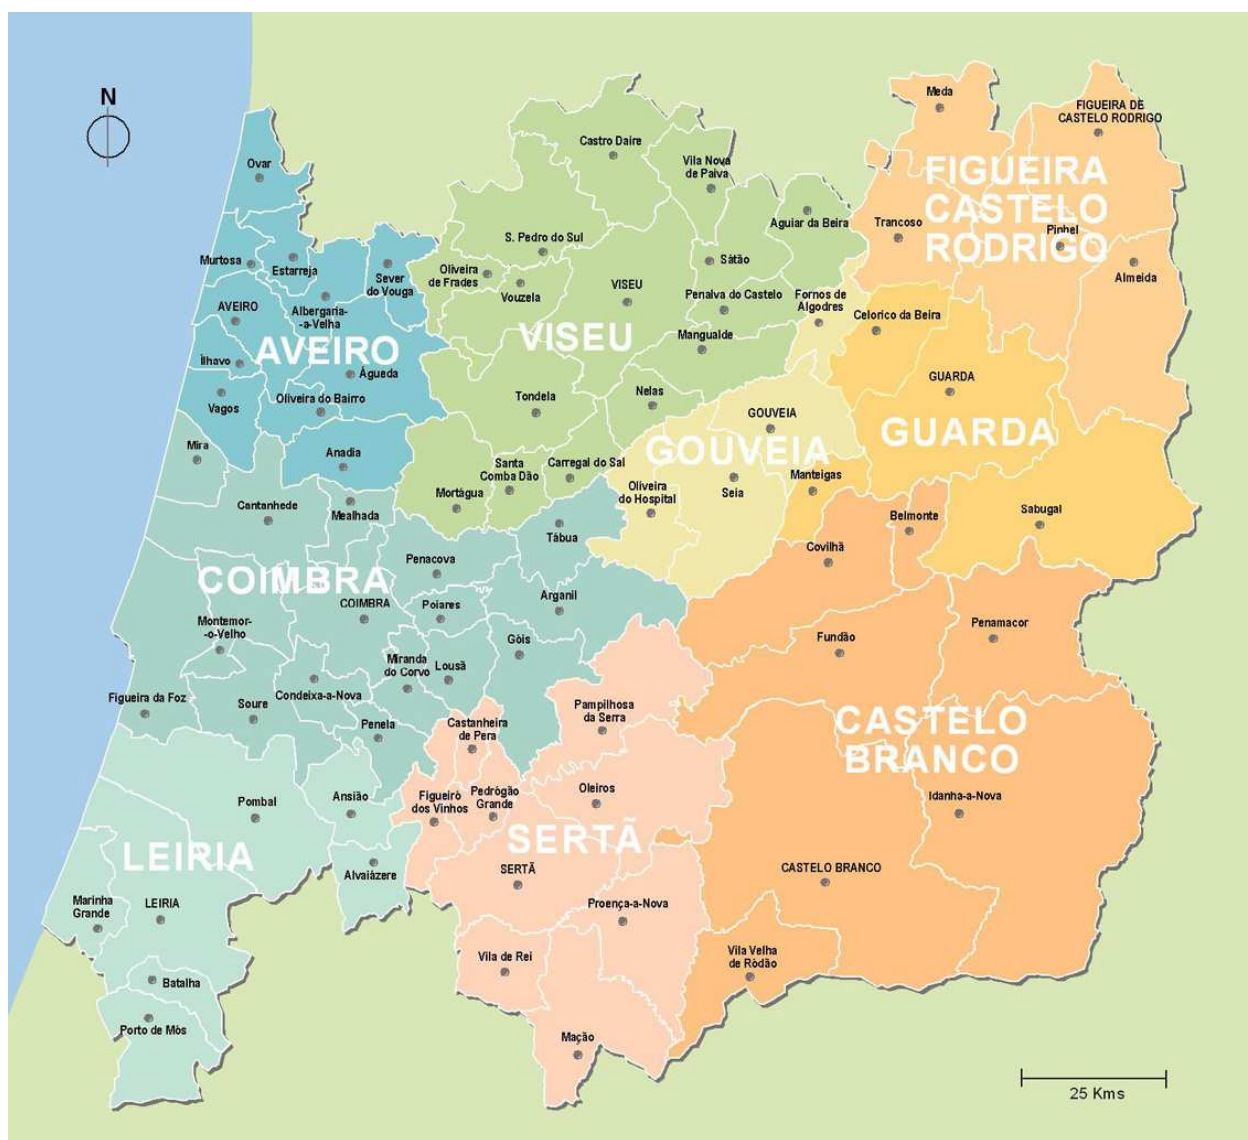 N
Meda
FIGUEIRA DE
CASTELO RODRIGO
Castro Daire
Vila Nova
de Paiva
Ovar
FIGUEIRA
CASTELO
RODRIGO
Trancoso
Aguiar da Beira
Pinhel
S. Pedro do Sul
Murtosa
Estarreja
Sever
do Vouga
Oliveira
de Frades
Vouzela
VISEU
Sátão
Almeida
AVEIRO
Albergaria-
-a-Velha
Penalva do Castelo
Fornos de
Algodres
Celorico da Beira
AVEIRO
VISEU
Mangualde
Ílhavo
Águeda
GUARDA
Vagos
Oliveira do Bairro
Tondela
Nelas
GOUVEIA
GOUVEIA
GUARDA
Mira
Anadia
Santa
Comba Dão
Carregal do Sal
Mortágua
Oliveira
do Hospital
Seia
Manteigas
Cantanhede
Mealhada
Tábua
Belmonte
Sabugal
Covilhã
COIMBRA
Penacova
COIMBRA
Poiares
Arganil
Montemor-
-o-Velho
Góis
Fundão
Penamacor
Miranda
do Corvo
Lousã
Figueira da Foz
Soure
Condeixa-a-Nova
Penela
Castanheira
de Pera
Pampilhosa
da Serra
CASTELO
BRANCO
Pombal
Ansião
Figueiró
dos Vinhos
Pedrógão
Grande
Oleiros
Idanha-a-Nova
LEIRIA
SERTÃ
Alvaiázere
SERTÃ
CASTELO BRANCO
Marinha
Grande
LEIRIA
Proença-a-Nova
Vila de Rei
Vila Velha
de Ródão
Batalha
Porto de Mós
Mação
25 Kms